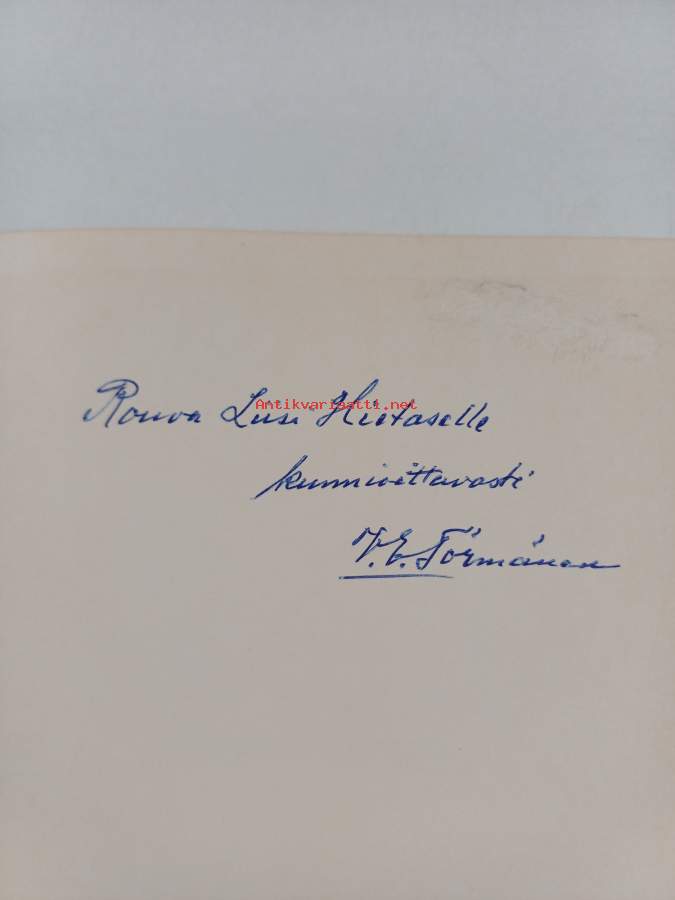 Rouva Liisi Hietaselle
Antikvariaatti.net
kunnioittavasti
V.E. Törmänen